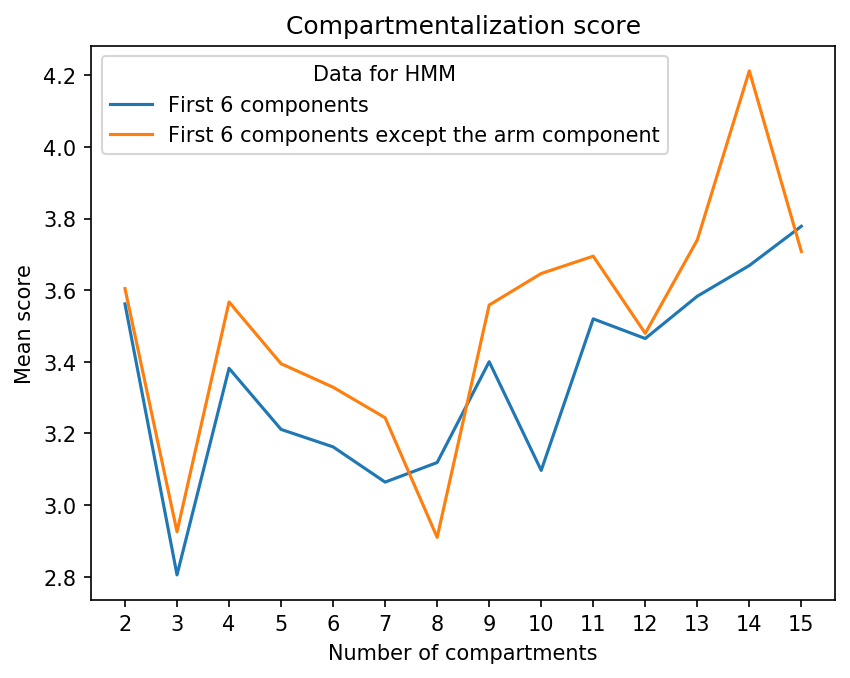 Compartmentalization score
Data for HMM
First 6 components
First 6 components except the arm component
Mean score
4.2
4.0
3.8
3.6
3.4
3.2
3.0
2.8
2 3 4 5 6 7 8 9 10 11 12 13 14 15
Number of compartments